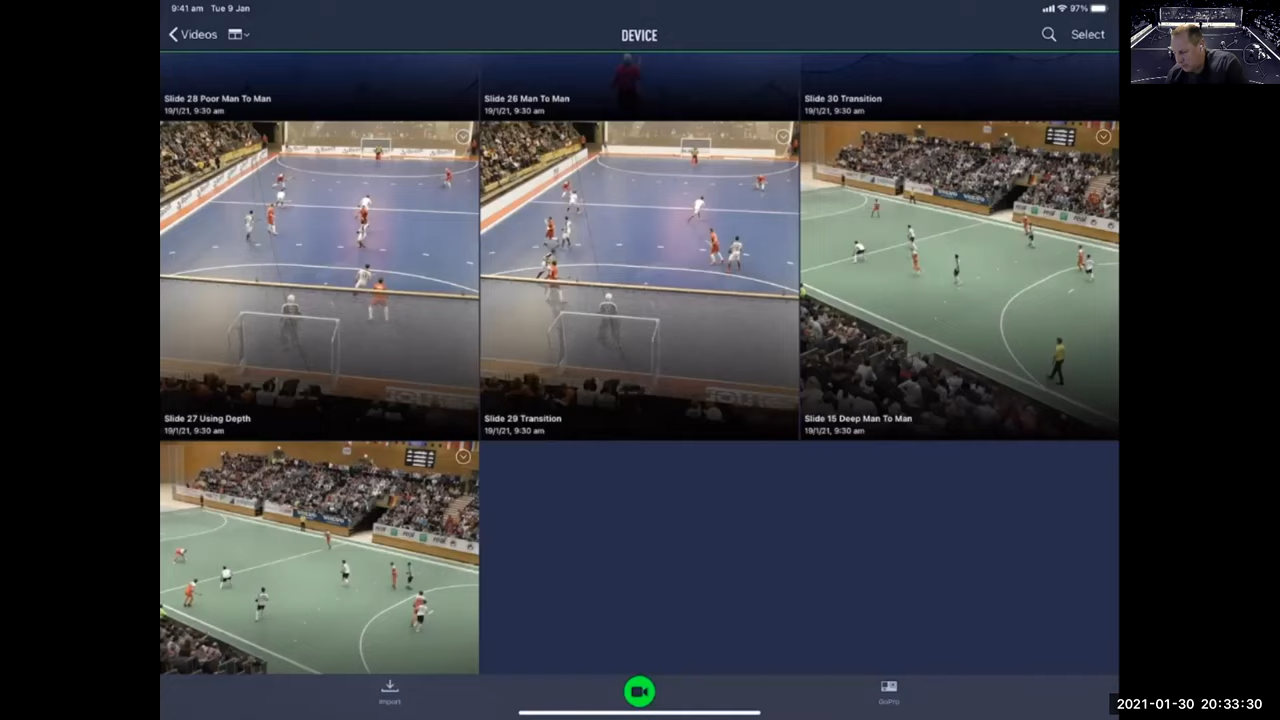 9:41 am Tue 9 Jan
97%
Videos
DEVICE
Select
Slide 28 Poor Man To Man
19/1/21, 9:30 am
Slide 26 Man To Man
19/1/21, 9:30 am
Slide 30 Transition
19/1/21, 9:30 am
Slide 27 Using Depth
19/1/21, 9:30 am
Slide 29 Transition
19/1/21, 9:30 am
Slide 15 Deep Man To Man
19/1/21, 9:30 am
Import
GoPro
2021-01-30 20:33:30